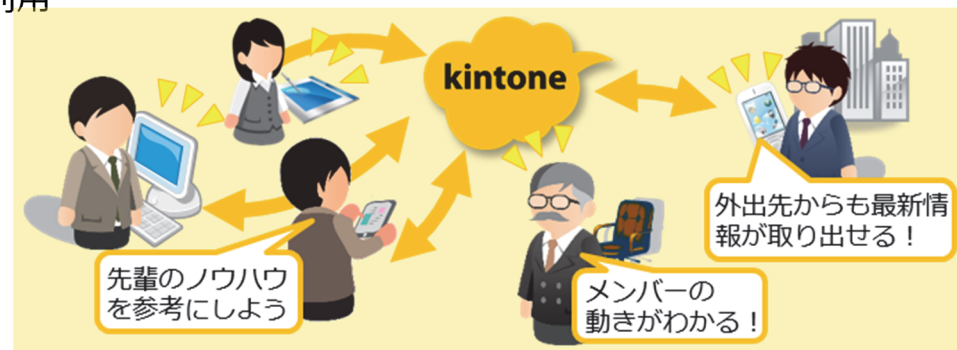 利用
kintone
外出先からも最新情
報が取り出せる！
先輩のノウハウ
を参考にしよう
メンバーの
動きがわかる！